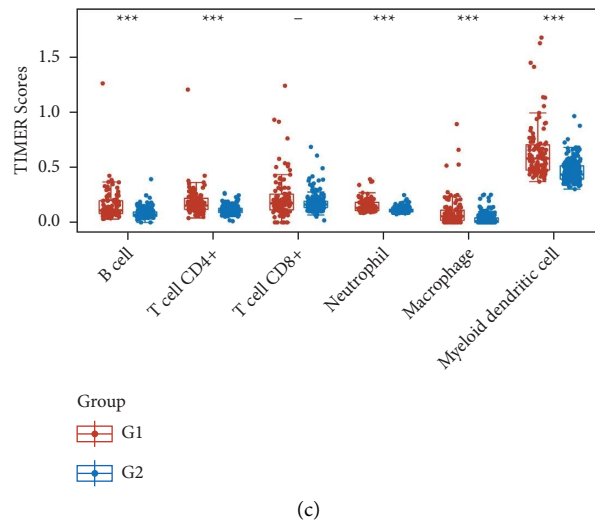 *** *** – *** *** ***
TIMER Scores
1.5
1.0
0.5
0.0
B cell
T cell CD4+
T cell CD8+
Neutrophil
Macrophage
Myeloid dendritic cell
Group
G1
G2
(c)